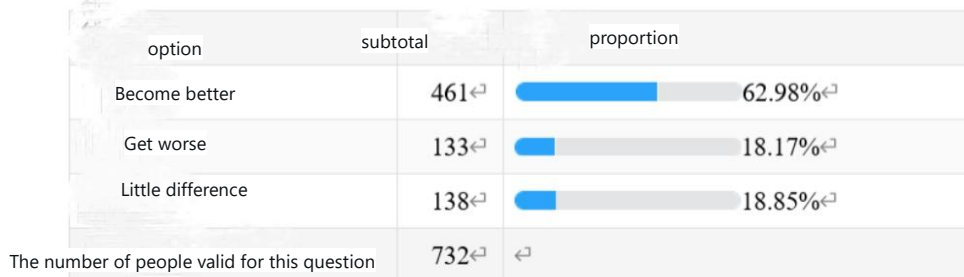 option subtotal proportion
Become better 461↵ 62.98%↵
Get worse 133↵ 18.17%↵
Little difference 138↵ 18.85%↵
The number of people valid for this question 732↵ ↵